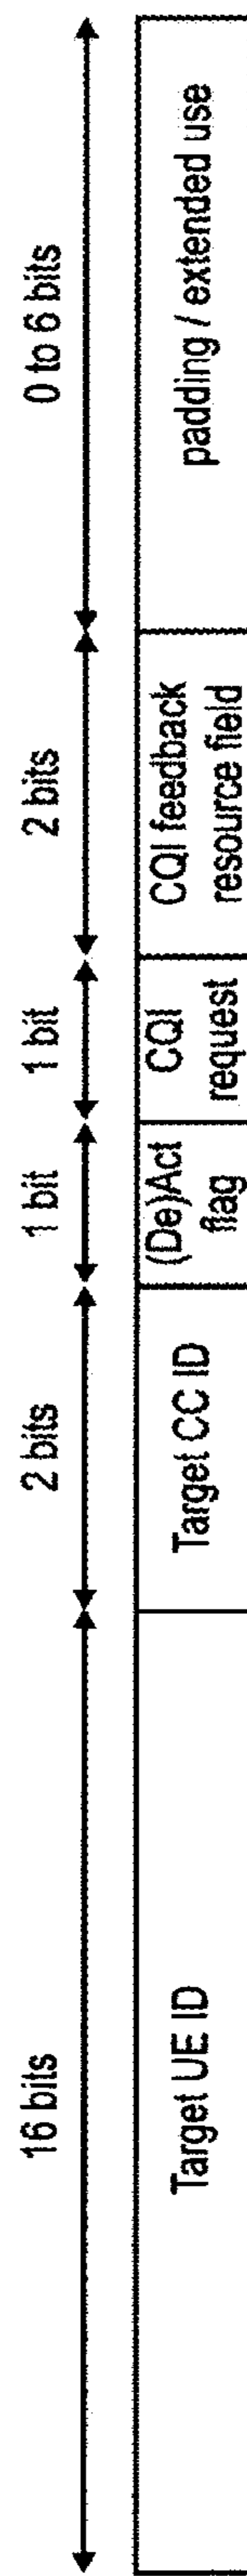 16 bits
2 bits
1 bit
1 bit
2 bits
0 to 6 bits
Target UE ID
Target CC ID
(De)Act
flag
CQI
request
CQI feedback
resource field
padding / extended use